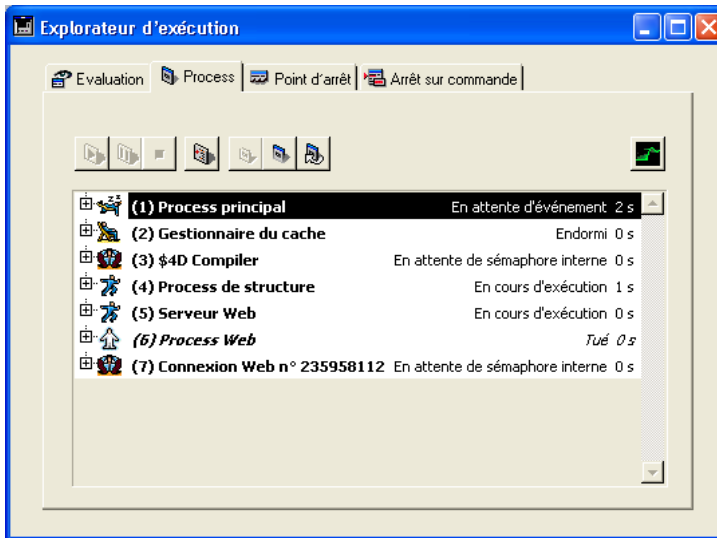 Explorateur d'exécution
Evaluation Process Point d'arrêt Arrêt sur commande
(1) Process principal En attente d'événement 2 s
(2) Gestionnaire du cache Endormi 0 s
(3) $4D Compiler En attente de sémaphore interne 0 s
(4) Process de structure En cours d'exécution 1 s
(5) Serveur Web En cours d'exécution 0 s
(6) Process Web Tué 0 s
(7) Connexion Web n° 235958112 En attente de sémaphore interne 0 s